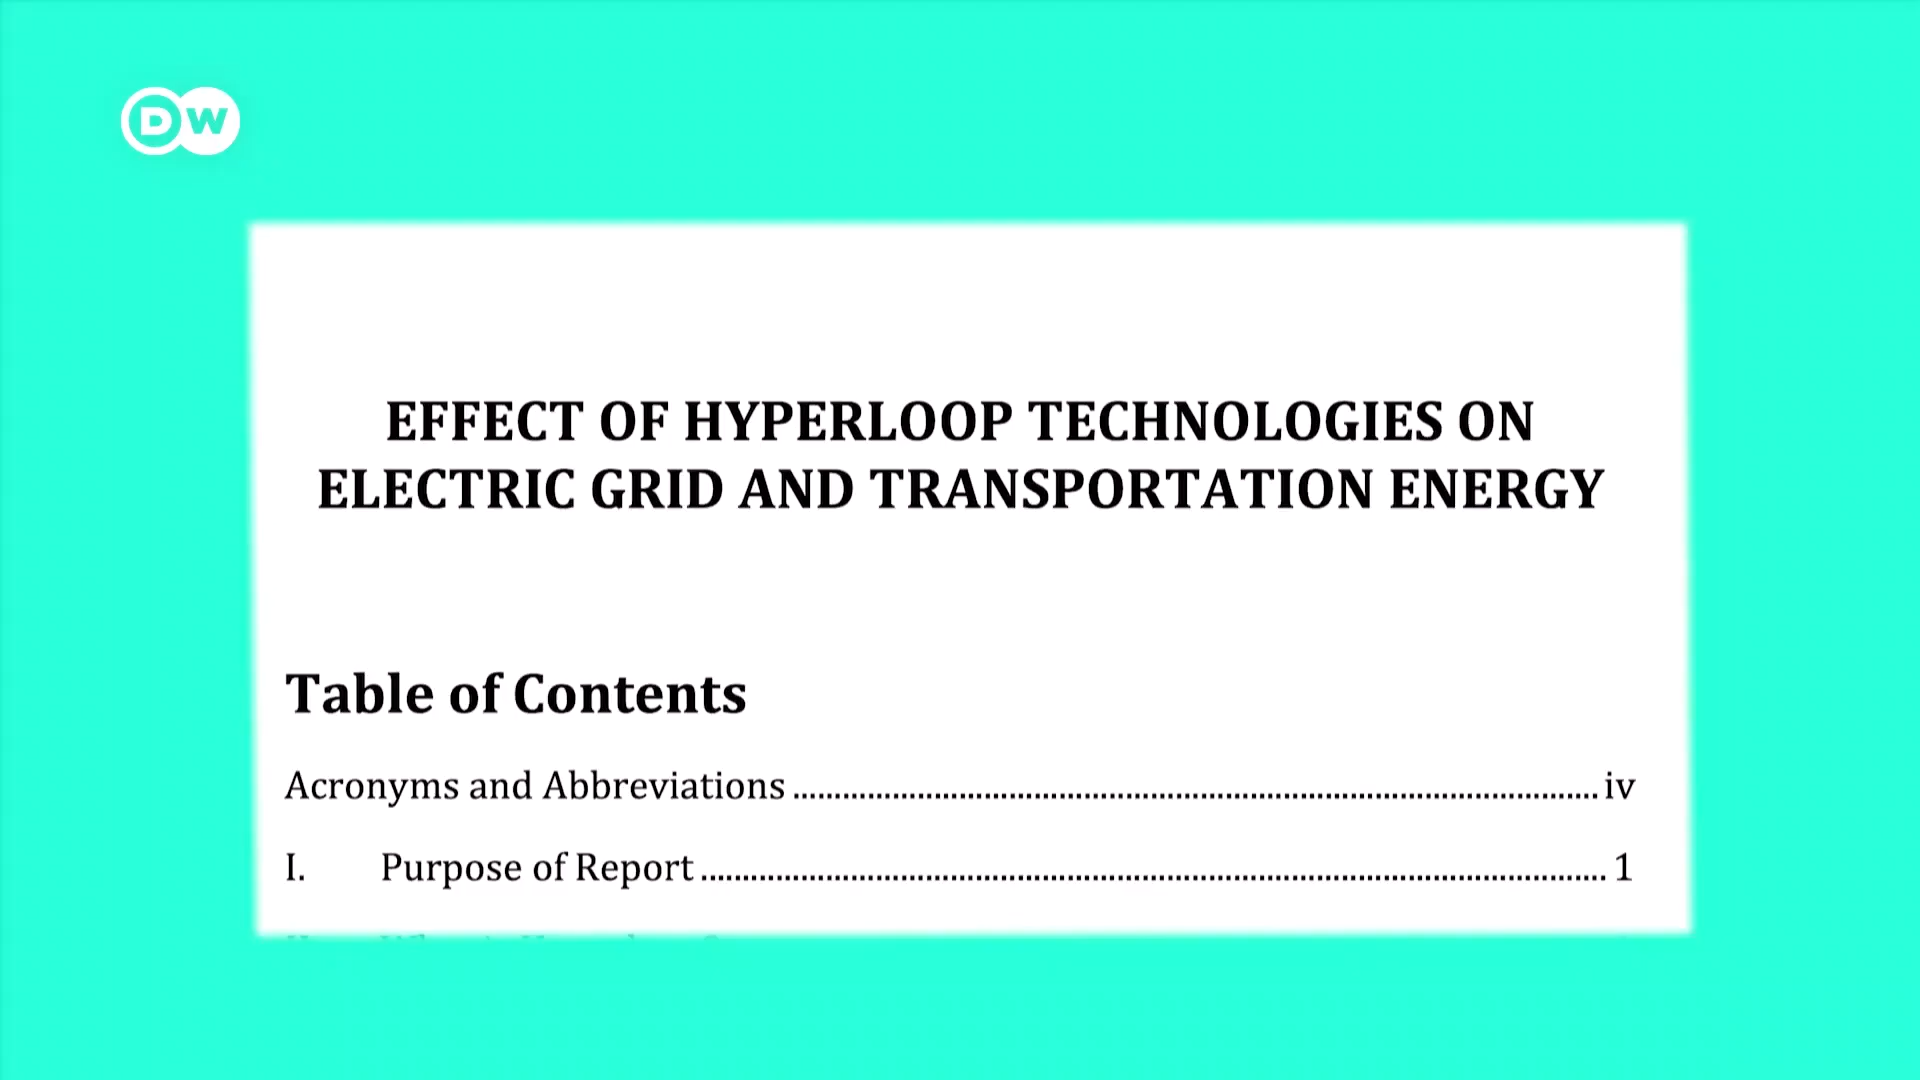 DW
EFFECT OF HYPERLOOP TECHNOLOGIES ON
ELECTRIC GRID AND TRANSPORTATION ENERGY
Table of Contents
Acronyms and Abbreviations ........................................ iv
I. Purpose of Report ........................................ 1